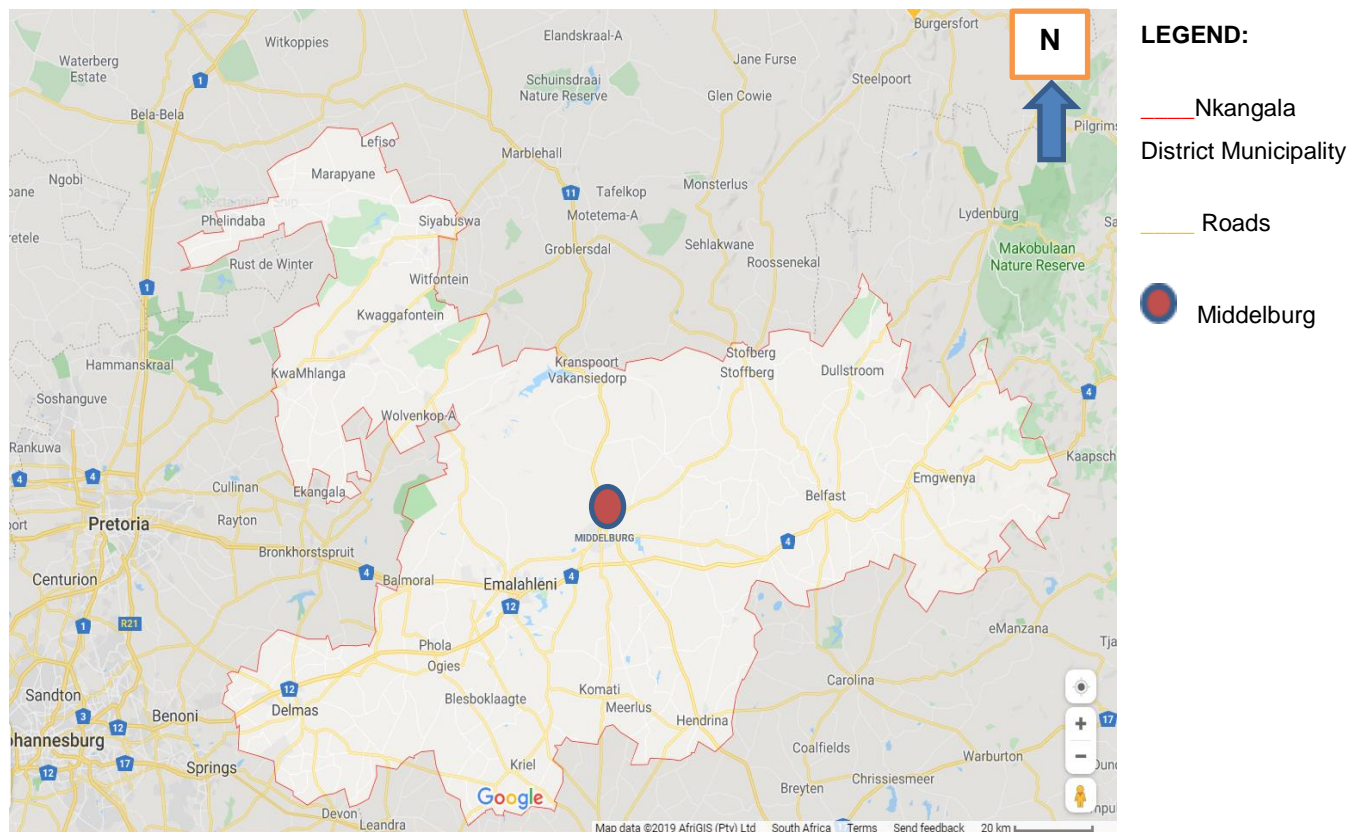 Burgersfort
Witkoppies
Elandskraal-A
N
LEGEND:
Waterberg
Estate
1
Schuinsdraai
Nature Reserve
Jane Furse
Steelpoort
Glen Cowie
Bela-Bela
____Nkangala
Pilgrims
Lefiso
District Municipality
Marblehall
Marapyane
Ngobi
11
Tafelkop
Monsterlus
Phelindaba
Siyabuswa
Motetema-A
Lydenburg
____ Roads
Groblersdal
Sehlakwane
Makobulaan
Nature Reserve
Rust de Winter
Roossenekal
Witfontein
1
Middelburg
Kwaggafontein
Stofberg
Stoffberg
Hammanskraal
KwaMhlanga
Kranspoort
Vakansiedorp
Dullstroom
4
Soshanguve
Wolvenkop-A
Rankuwa
Kaapsch
4
4
Cullinan
Ekangala
Emgwenya
Belfast
Pretoria
Rayton
MIDDELBURG
4
Bronkhorstspruit
4
Balmoral
Emalahleni
4
Centurion
12
1
R21
eManzana
Tja
Phola
Ogies
Sandton
12
Blesboklaagte
Komati
Carolina
Delmas
Meerlus
3
Benoni
Hendrina
17
12
ohannesburg
Coalfields
Warburton
12
17
Springs
Kriel
Chrissiesmeer
Breyten
Google
Devon
Leandra
Map data ©2019 AfriGIS (Pty) Ltd South Africa Terms Send feedback 20 km